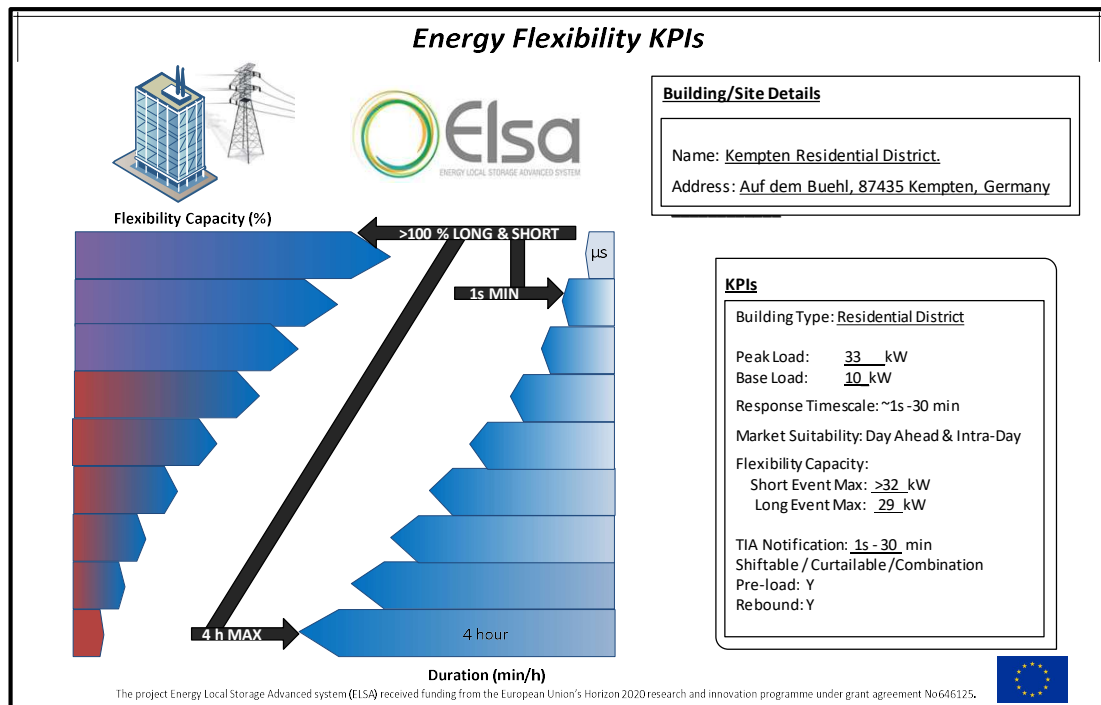 Energy Flexibility KPIs
Elsa
ENERGY LOCAL STORAGE ADVANCED SYSTEM
Building/Site Details
Name: Kempten Residential District.
Address: Auf dem Buehl, 87435 Kempten, Germany
Flexibility Capacity (%)
>100 % LONG & SHORT
µs
1s MIN
4 h MAX
4 hour
Duration (min/h)
KPIs
Building Type: Residential District
Peak Load: 33 kW
Base Load: 10 kW
Response Timescale: ~1s -30 min
Market Suitability: Day Ahead & Intra-Day
Flexibility Capacity:
Short Event Max: >32 kW
Long Event Max: 29 kW
TIA Notification: 1s - 30 min
Shiftable / Curtailable /Combination
Pre-load: Y
Rebound: Y
The project Energy Local Storage Advanced system (ELSA) received funding from the European Union's Horizon 2020 research and innovation programme under grant agreement No 646125.